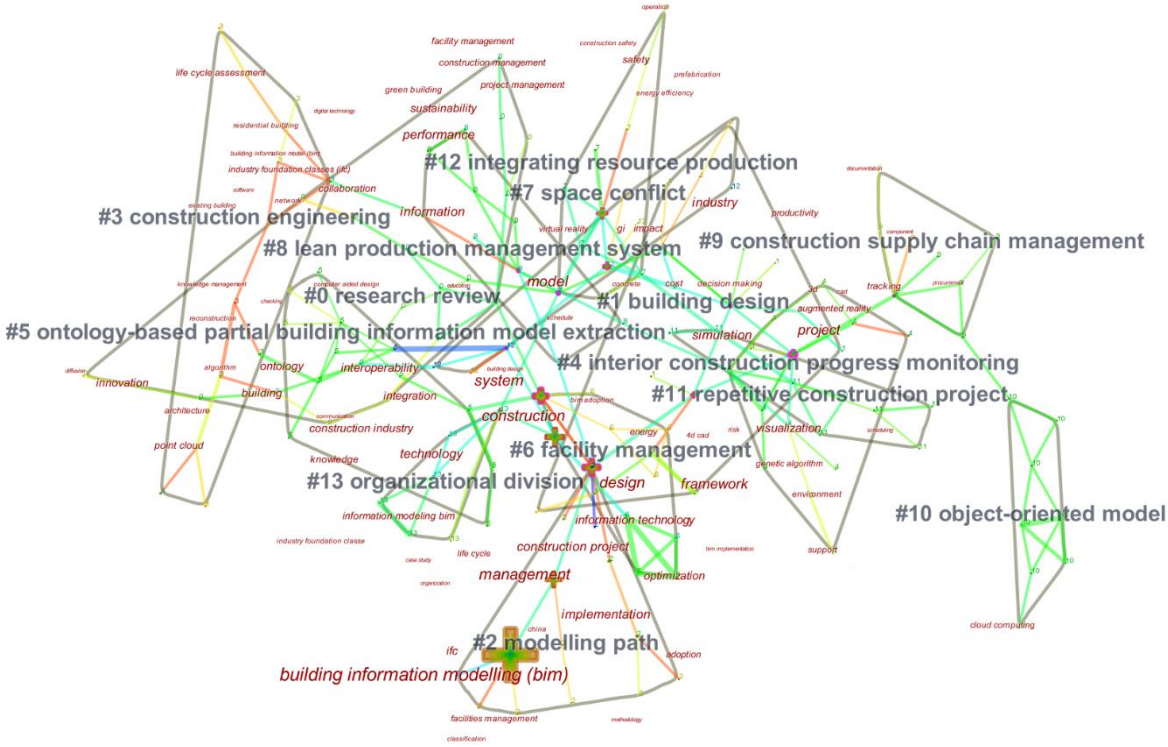 operation
facility management
construction safety
construction management
safety
life cycle assessment
prefabrication
project management
green building
energy efficiency
sustainability
digital technology
residential building
performance
building information model (bim)
#12 integrating resource production
industry foundation classes (ifc)
documentation
software
collaboration
#7 space conflict
existing building
network
industry
#3 construction engineering
information
productivity
virtual reality
gi
impact
component
#8 lean production management system
#9 construction supply chain management
knowledge management
computer aided design
education
model
concrete
cost
decision making
tracking
procurement
#0 research review
3d
cad
#1 building design
augmented reality
reconstruction
checking
schedule
#5 ontology-based partial building information model extraction
simulation
project
ontology
#4 interior construction progress monitoring
diffusion
algorithm
interoperability
building design
innovation
system
building
integration
#11 repetitive construction project
bim adoption
architecture
communication
construction
construction industry
energy
4d cad
risk
visualization
scheduling
point cloud
technology
#6 facility management
knowledge
genetic algorithm
#13 organizational division
design
framework
environment
information modeling bim
information technology
#10 object-oriented model
industry foundation classe
life cycle
construction project
bim implementation
support
case study
management
optimization
organization
implementation
cloud computing
china
#2 modelling path
ifc
adoption
building information modelling (bim)
facilities management
methodology
classification